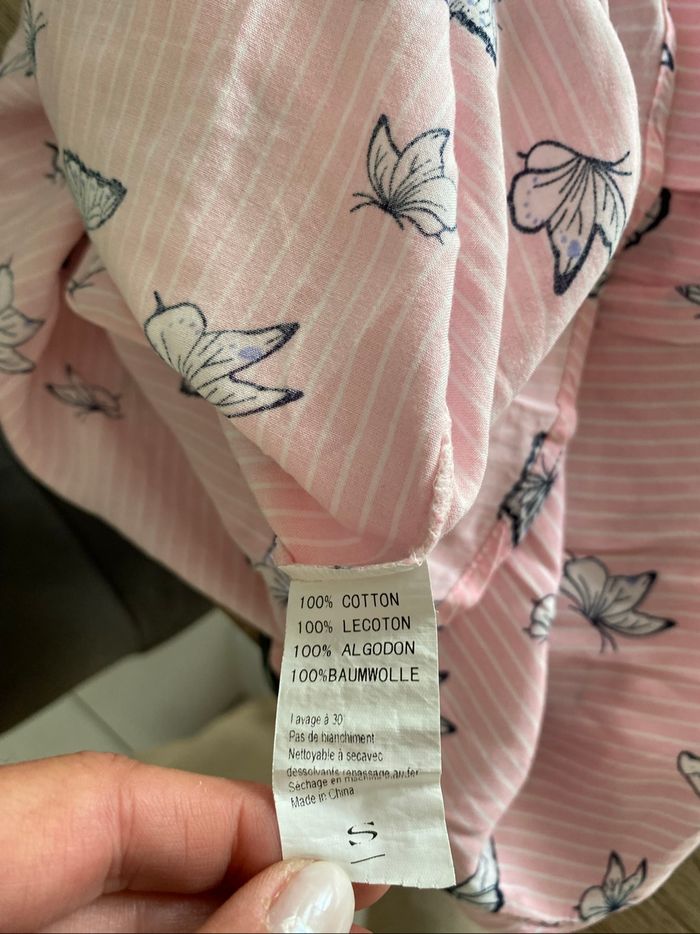 100% COTTON
100% LECOTON
100% ALGODON
100%BAUMWOLLE
Lavage à 30
Pas de blanchiment
Nettoyable à secavec
dessolvants repassage au fer
Séchage en machine
Made in China
S